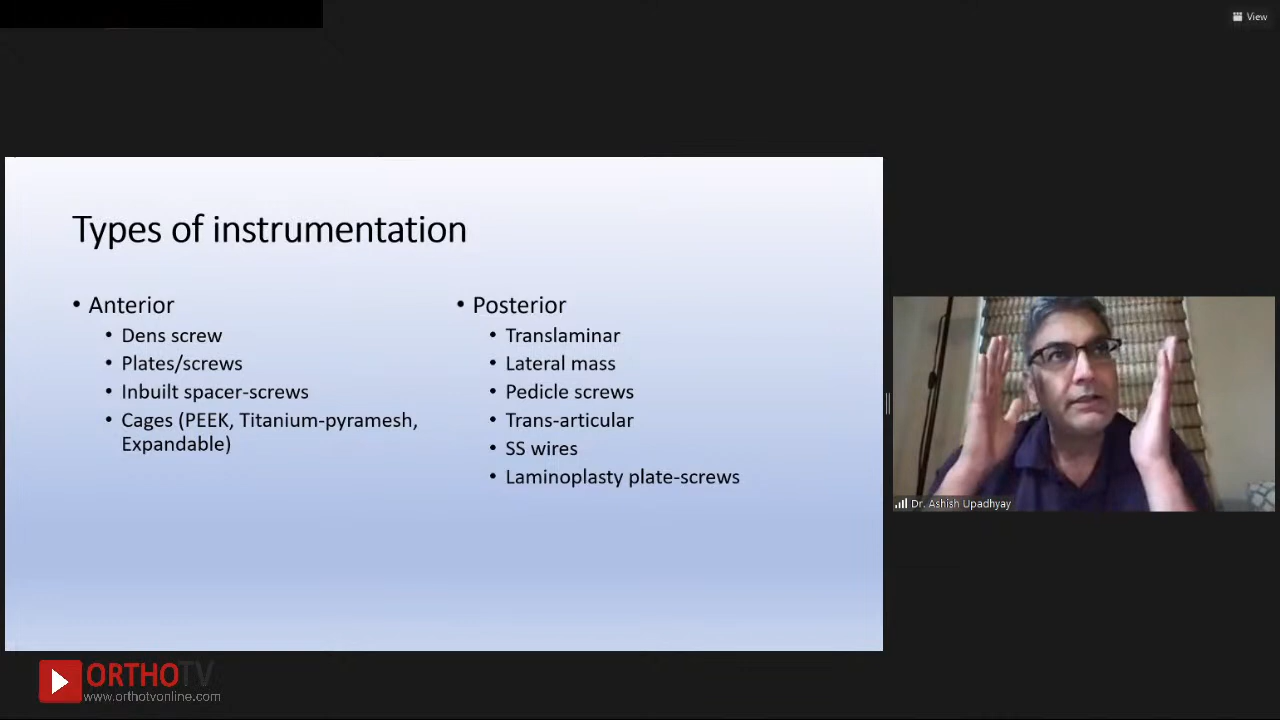 View
Types of instrumentation
• Anterior
• Dens screw
• Plates/screws
• Inbuilt spacer-screws
• Cages (PEEK, Titanium-pyramesh,
Expandable)
• Posterior
• Translaminar
• Lateral mass
• Pedicle screws
• Trans-articular
• SS wires
• Laminoplasty plate-screws
Dr. Ashish Upadhyay
ORTHOTV
www.orthotvonline.com